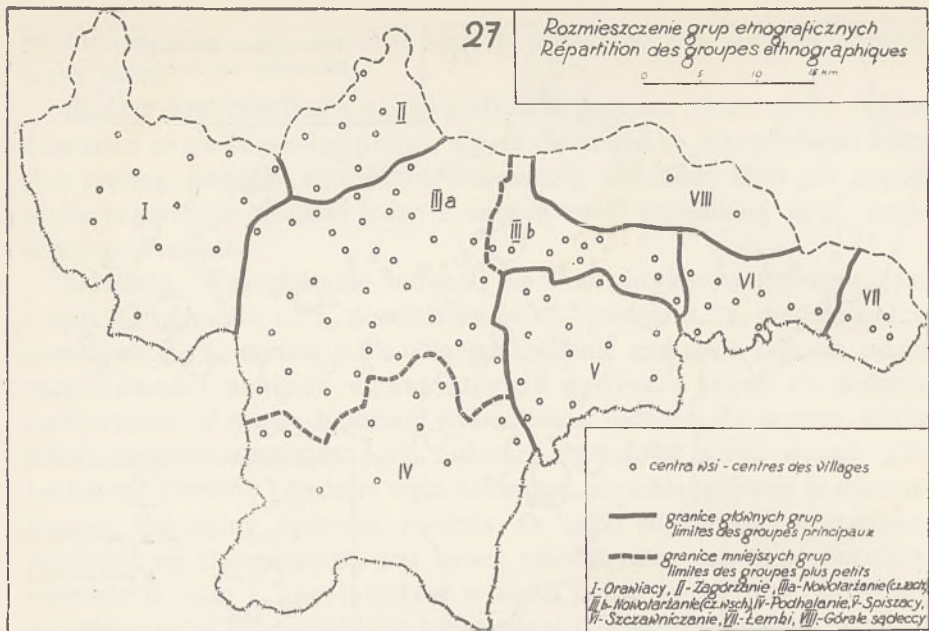 27
Rozmieszczenie grup etnograficznych
Répartition des groupes ethnographiques
0 5 10 15 km
II
I
IIIa
VIII
III b
VI
VII
V
IV
centra wsi - centres des villages
granice głównych grup
limites des groupes principaux
granice mniejszych grup
limites des groupes plus petits
I-Orawiacy, II-Zagórzanie, IIIa-Nowotarżanie (cz.zach),
III b-Nowotarżanie (cz.wsch), IV-Podhalanie, V-Spiszacy,
VI-Szczawniczanie, VII-Łemki, VIII-Górale sądeccy